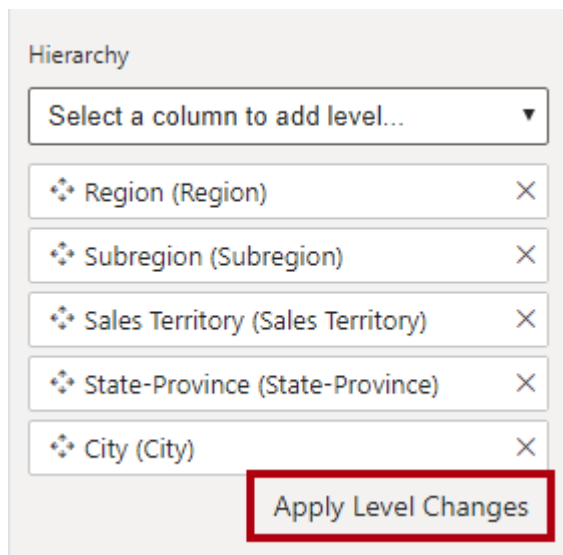 Hierarchy
Select a column to add level...
Region (Region)
Subregion (Subregion)
Sales Territory (Sales Territory)
State-Province (State-Province)
City (City)
Apply Level Changes